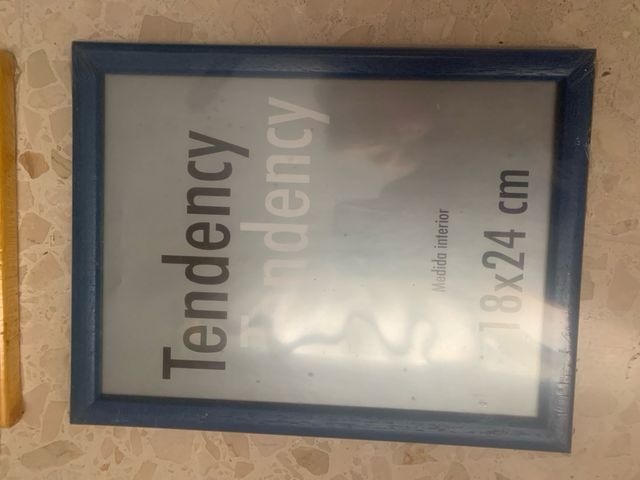 Tendency
Tendency
Medida interior
18x24 cm